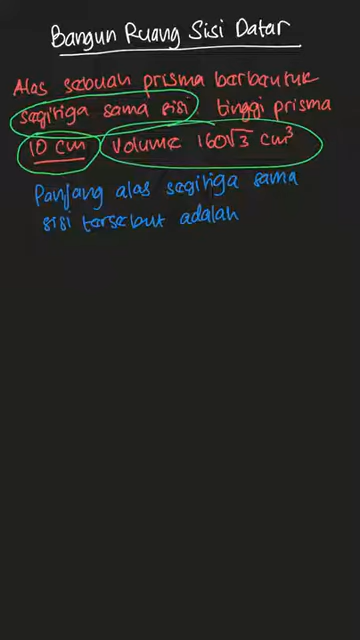 Bangun Ruang Sisi Datar
Alas sebuah prisma berbentuk
segitiga sama sisi tinggi prisma
10 cm Volume 160√3 cm³
Panjang alas segitiga sama
sisi tersebut adalah